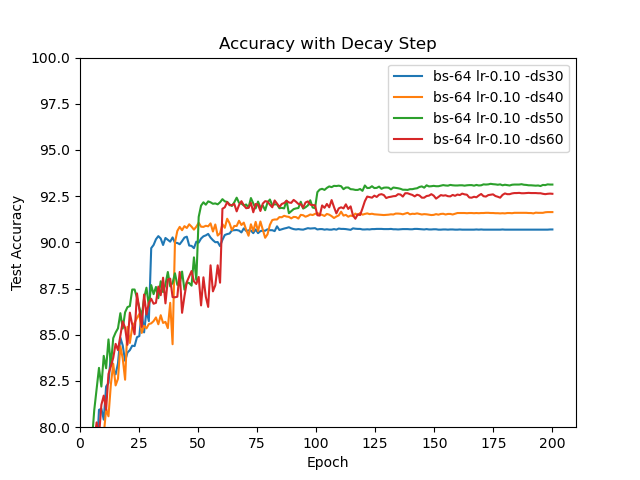 Accuracy with Decay Step
Test Accuracy
100.0
97.5
95.0
92.5
90.0
87.5
85.0
82.5
80.0
bs-64 lr-0.10 -ds30
bs-64 lr-0.10 -ds40
bs-64 lr-0.10 -ds50
bs-64 lr-0.10 -ds60
0 25 50 75 100 125 150 175 200
Epoch